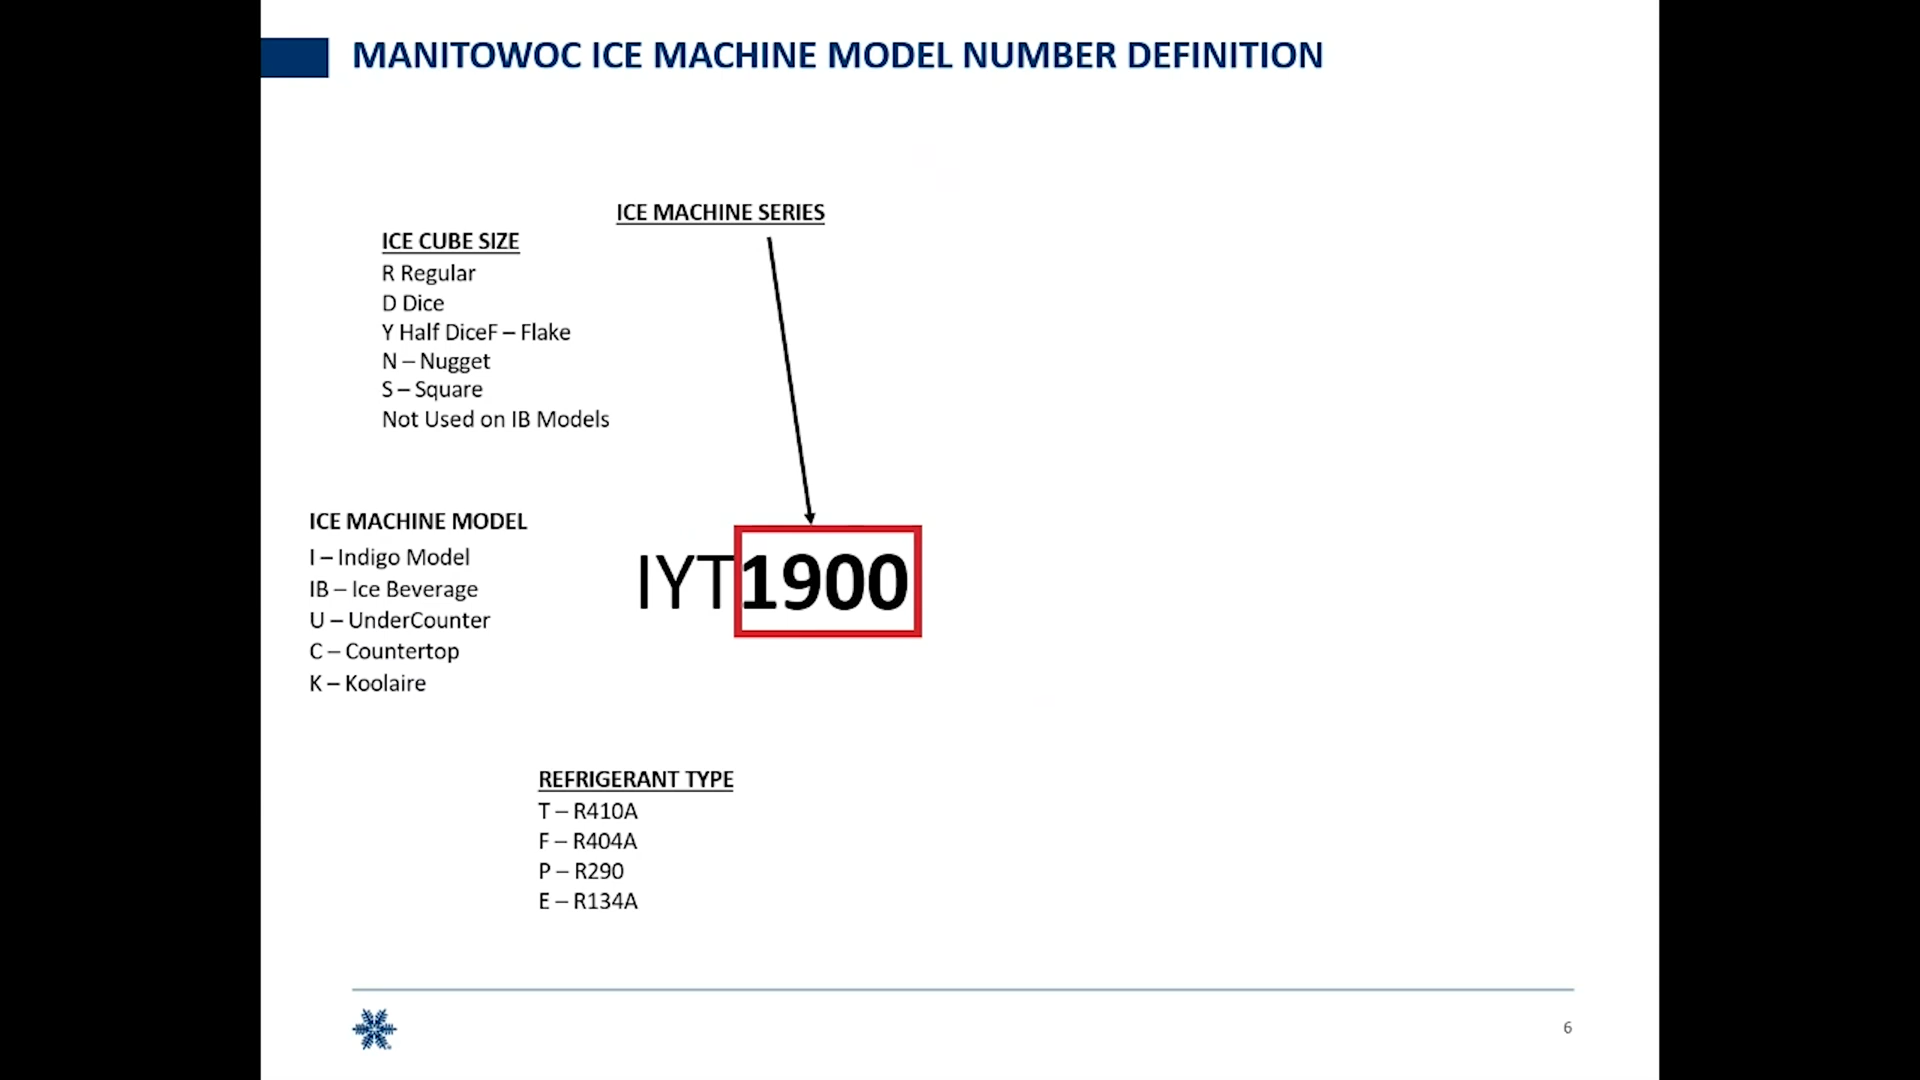 MANITOWOC ICE MACHINE MODEL NUMBER DEFINITION
ICE MACHINE SERIES
ICE CUBE SIZE
R Regular
D Dice
Y Half DiceF – Flake
N – Nugget
S – Square
Not Used on IB Models
ICE MACHINE MODEL
I – Indigo Model
IB – Ice Beverage
U – UnderCounter
C – Countertop
K – Koolaire
IYT1900
REFRIGERANT TYPE
T – R410A
F – R404A
P – R290
E – R134A
6